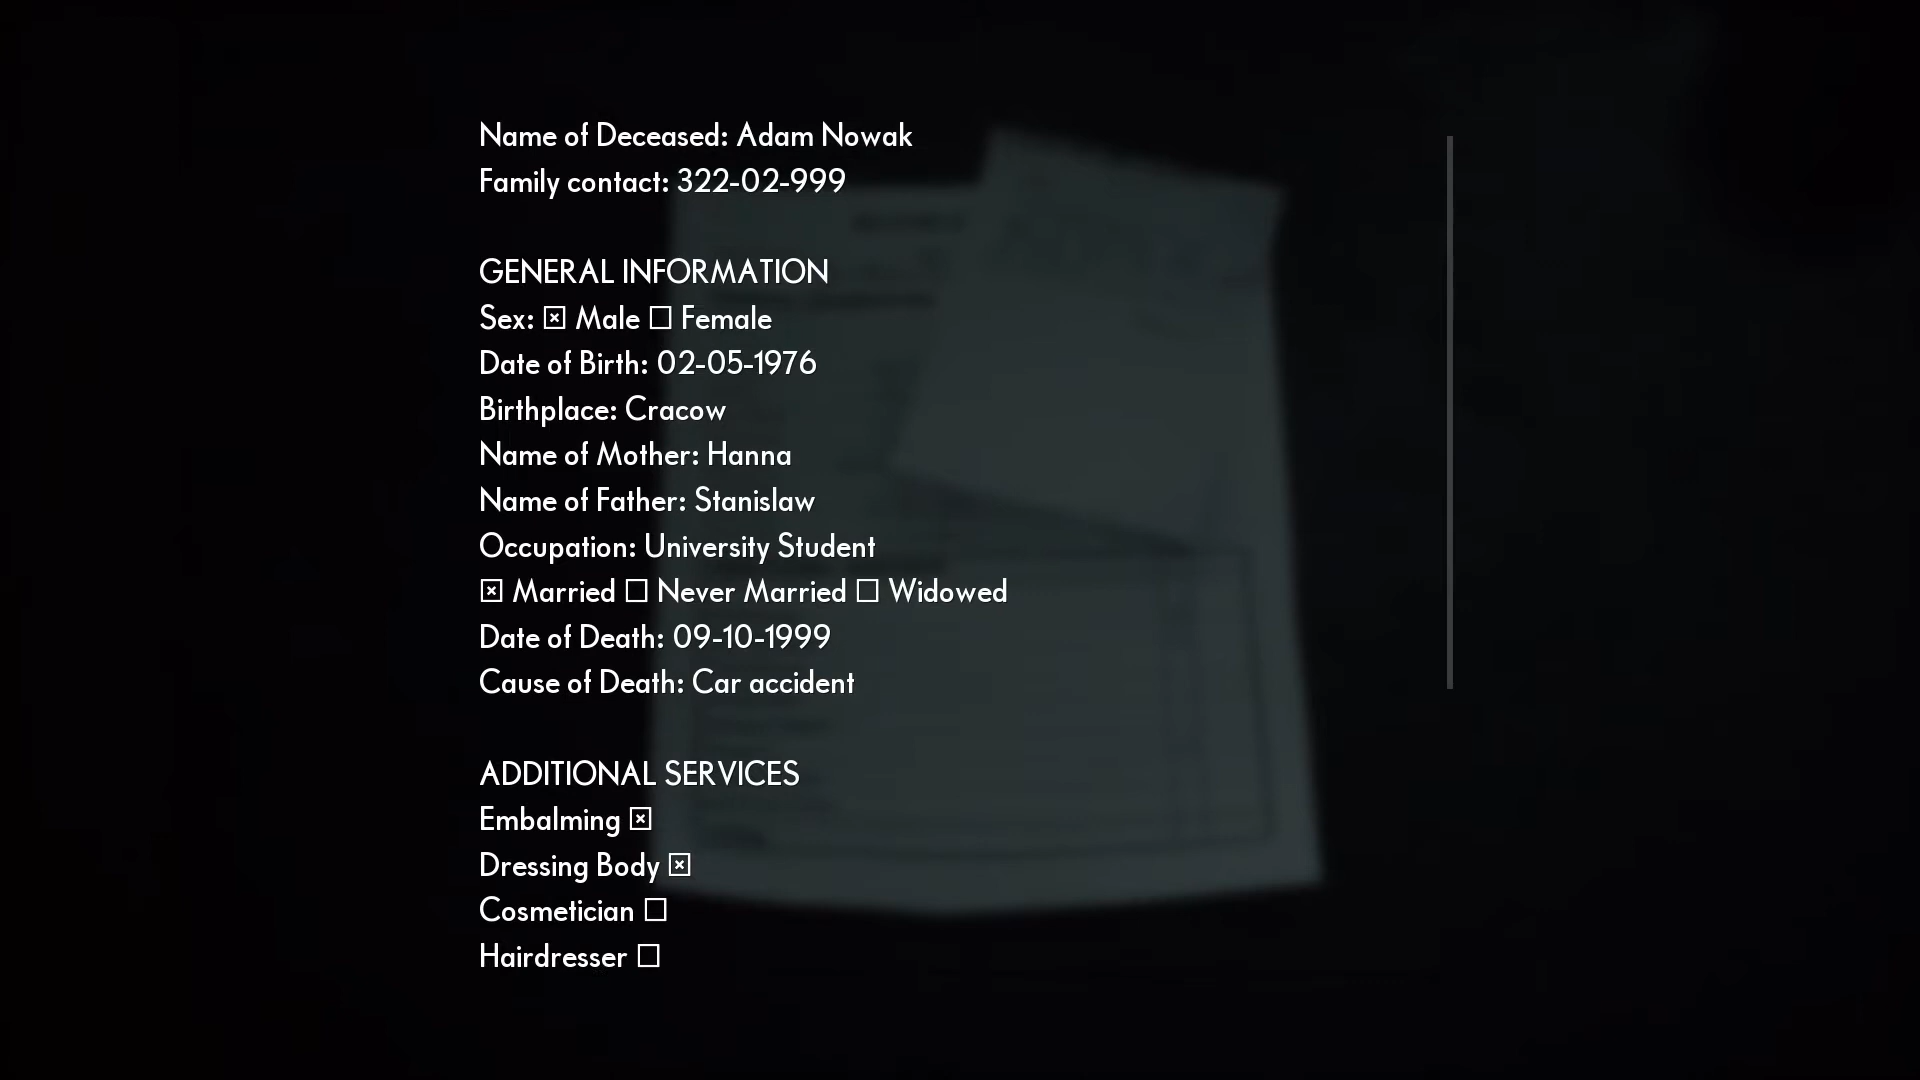 Name of Deceased: Adam Nowak
Family contact: 322-02-999
GENERAL INFORMATION
Sex: ☒ Male ☐ Female
Date of Birth: 02-05-1976
Birthplace: Cracow
Name of Mother: Hanna
Name of Father: Stanislaw
Occupation: University Student
☒ Married ☐ Never Married ☐ Widowed
Date of Death: 09-10-1999
Cause of Death: Car accident
ADDITIONAL SERVICES
Embalming ☒
Dressing Body ☒
Cosmetician ☐
Hairdresser ☐